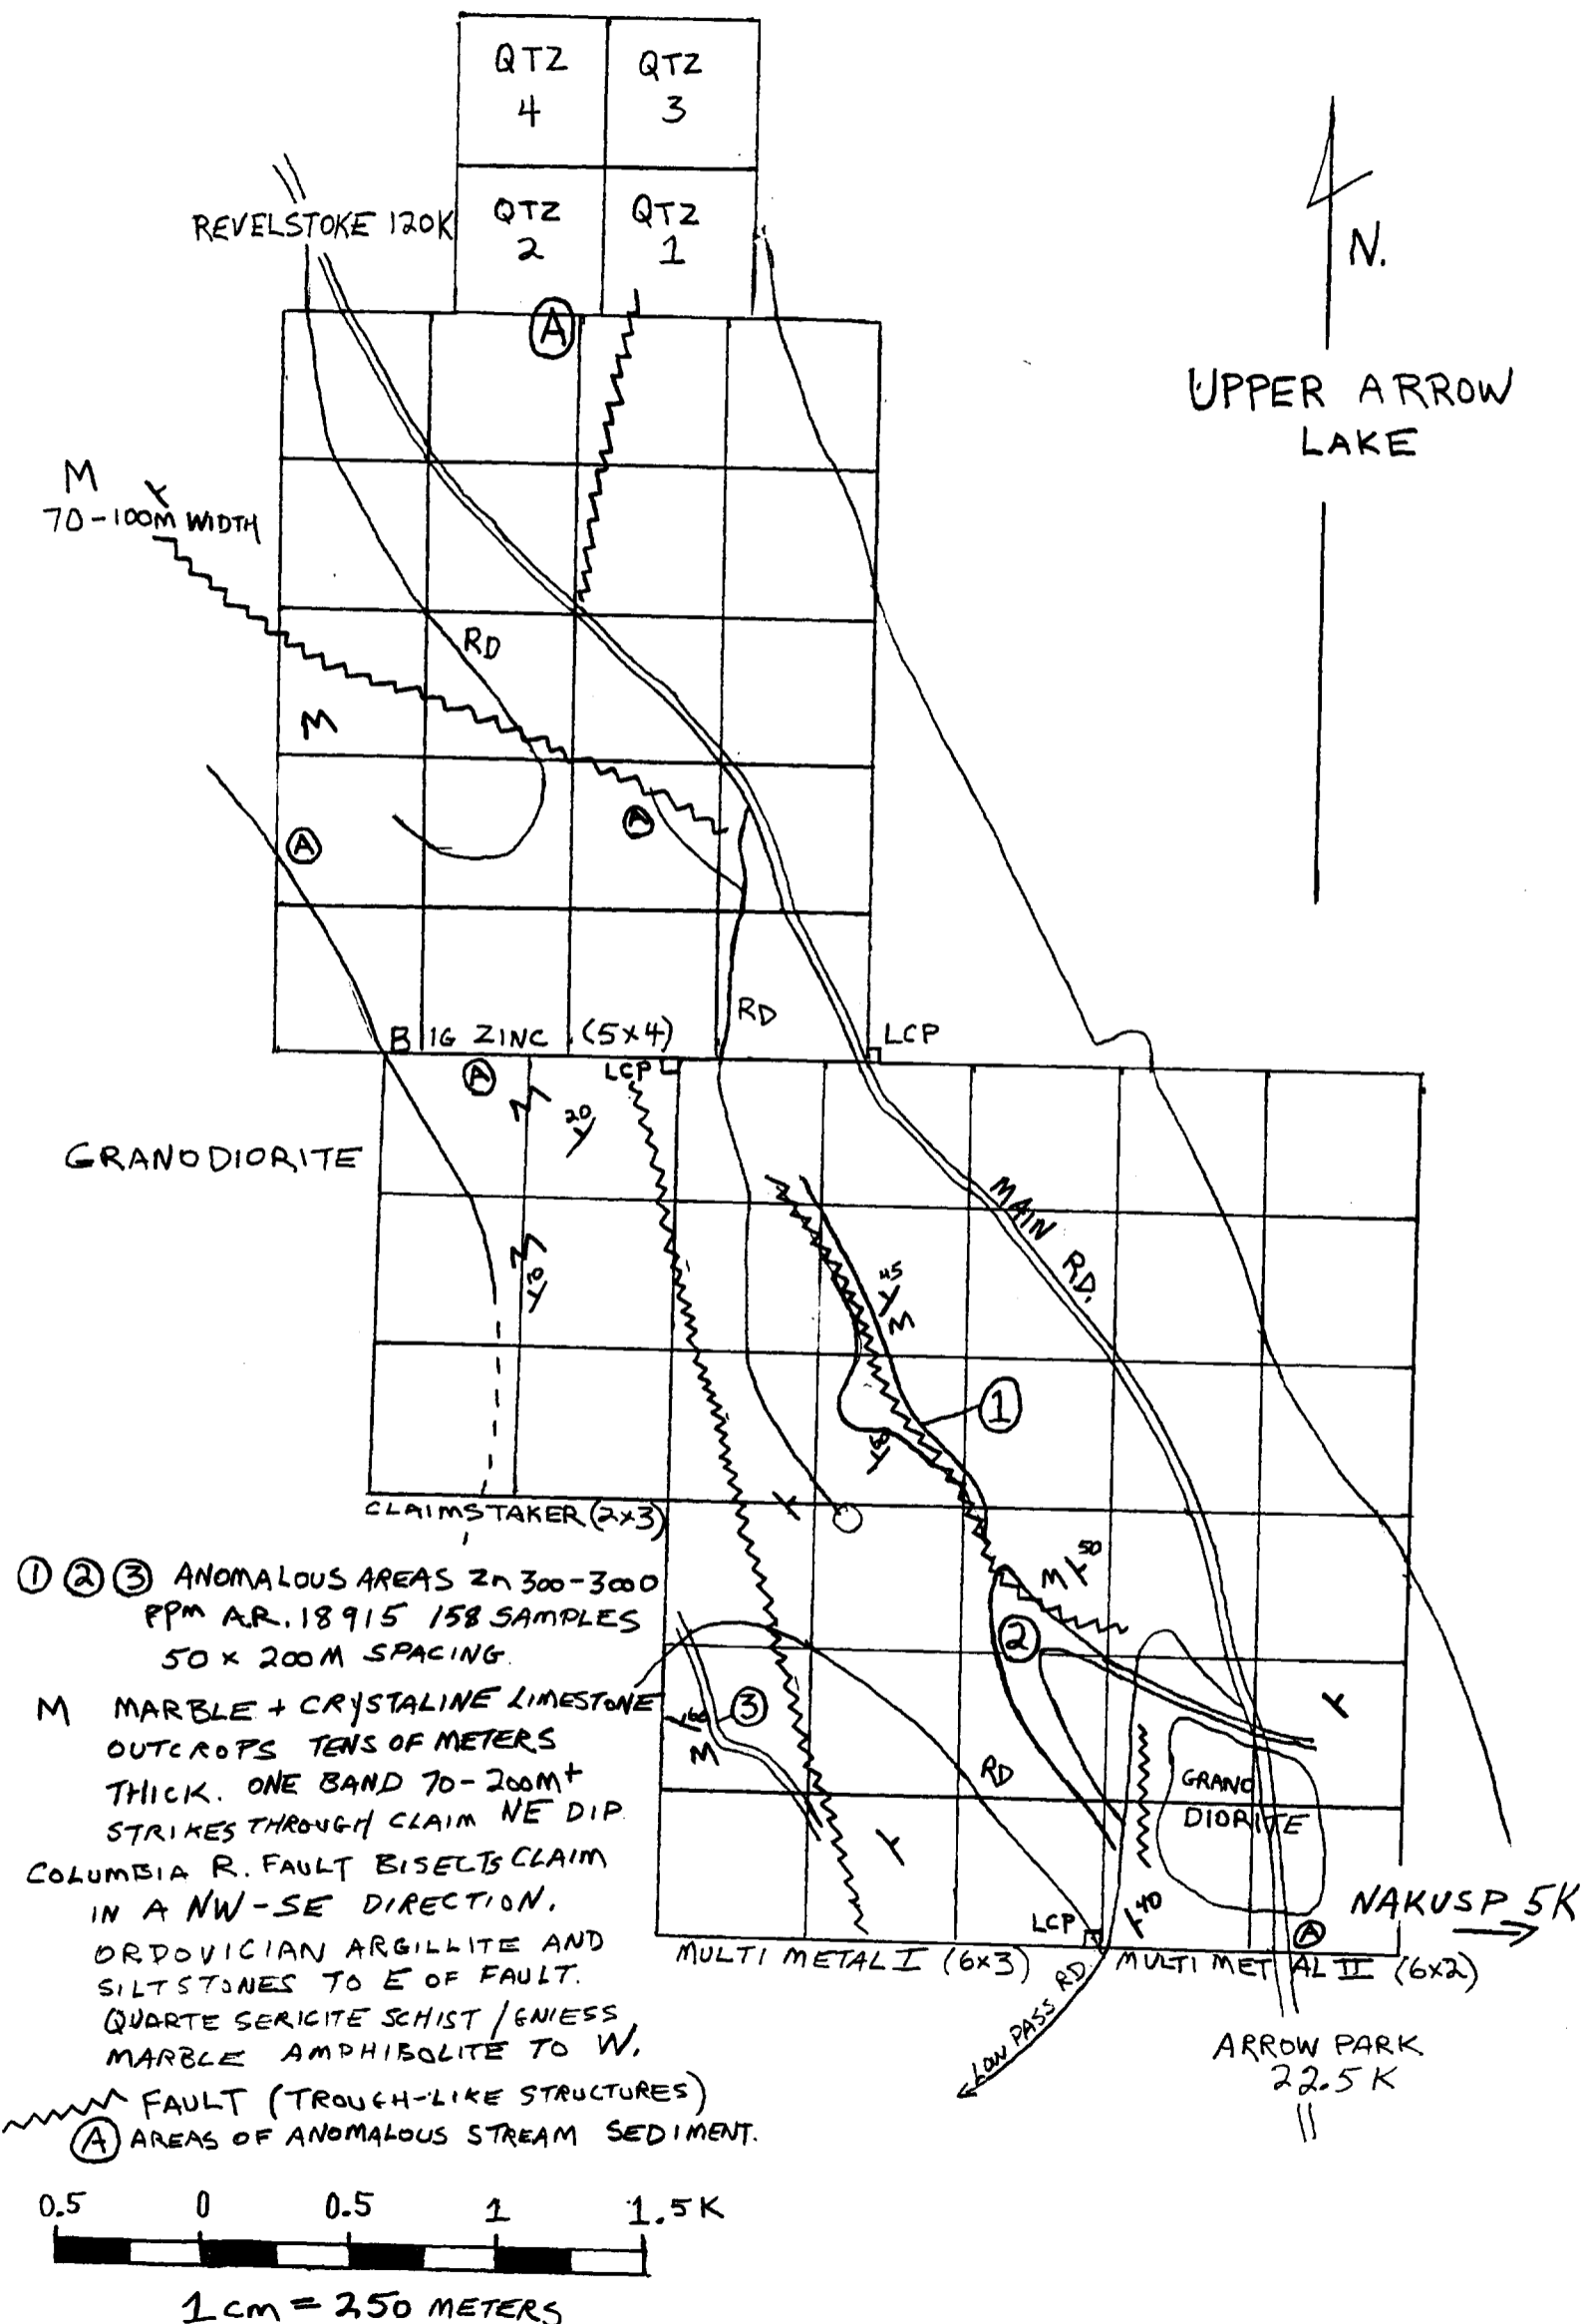 QTZ
4
QTZ
3
QTZ
2
QTZ
1
REVELSTOKE 120K
N.
A
UPPER ARROW
LAKE
M
70-100M WIDTH
RD
M
A
A
RD
BIG ZINC (5x4)
LCP
A
LCP
M
20
GRANODIORITE
MAIN RD.
M
45
M
1
CLAIMSTAKER (2x3)
M 50
① ② ③ ANOMALOUS AREAS Zn 300-3000
PPM A.R. 18915 158 SAMPLES
50 x 200M SPACING.
2
M MARBLE + CRYSTALINE LIMESTONE
OUTCROPS TENS OF METERS
THICK. ONE BAND 70-200M+
STRIKES THROUGH CLAIM NE DIP.
3
60
M
RD
GRANO
DIORITE
COLUMBIA R. FAULT BISECTS CLAIM
IN A NW-SE DIRECTION.
ORDOVICIAN ARGILLITE AND
SILTSTONES TO E OF FAULT.
QUARTE SERICITE SCHIST / GNIESS
MARBLE AMPHIBOLITE TO W.
LCP
40
A
NAKUSP 5K
MULTI METAL I (6x3)
MULTI METAL II (6x2)
LOW PASS RD.
ARROW PARK
22.5 K
FAULT (TROUGH-LIKE STRUCTURES)
A AREAS OF ANOMALOUS STREAM SEDIMENT.
0.5 0 0.5 1 1.5K
1 cm = 250 METERS